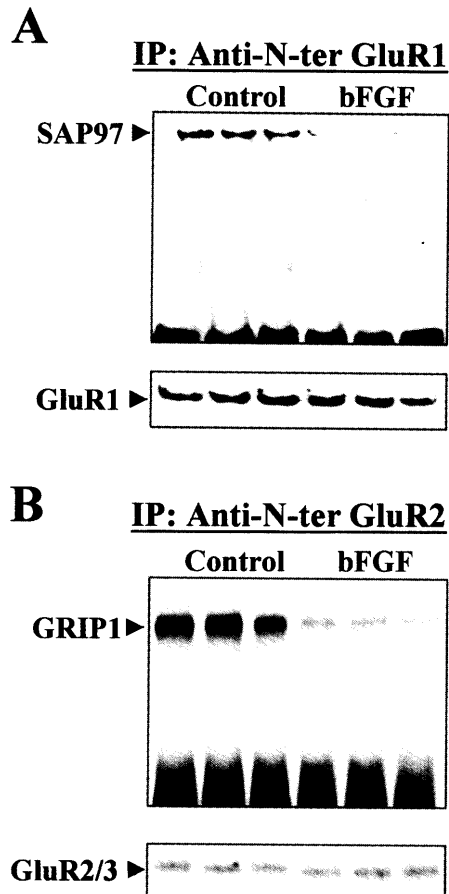 A
IP: Anti-N-ter GluR1
Control bFGF
SAP97
GluR1
B
IP: Anti-N-ter GluR2
Control bFGF
GRIP1
GluR2/3